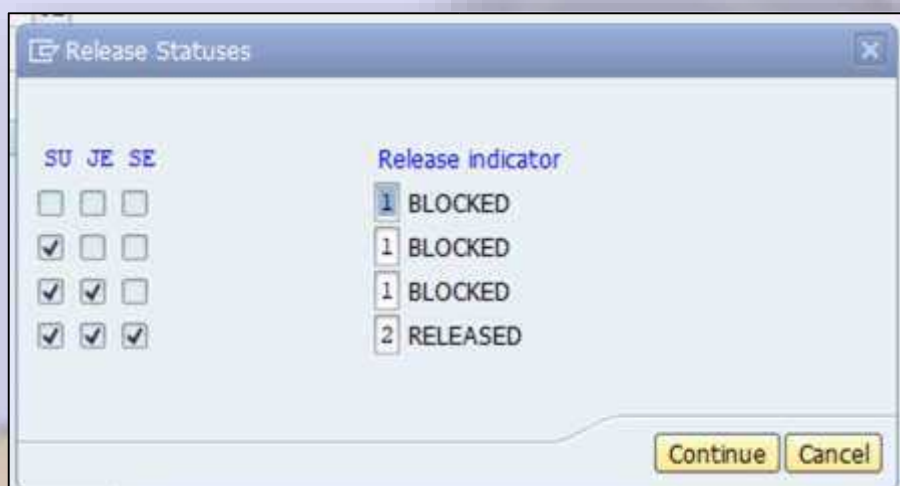 Release Statuses
SU JE SE Release indicator
1 BLOCKED
1 BLOCKED
1 BLOCKED
2 RELEASED
Continue Cancel